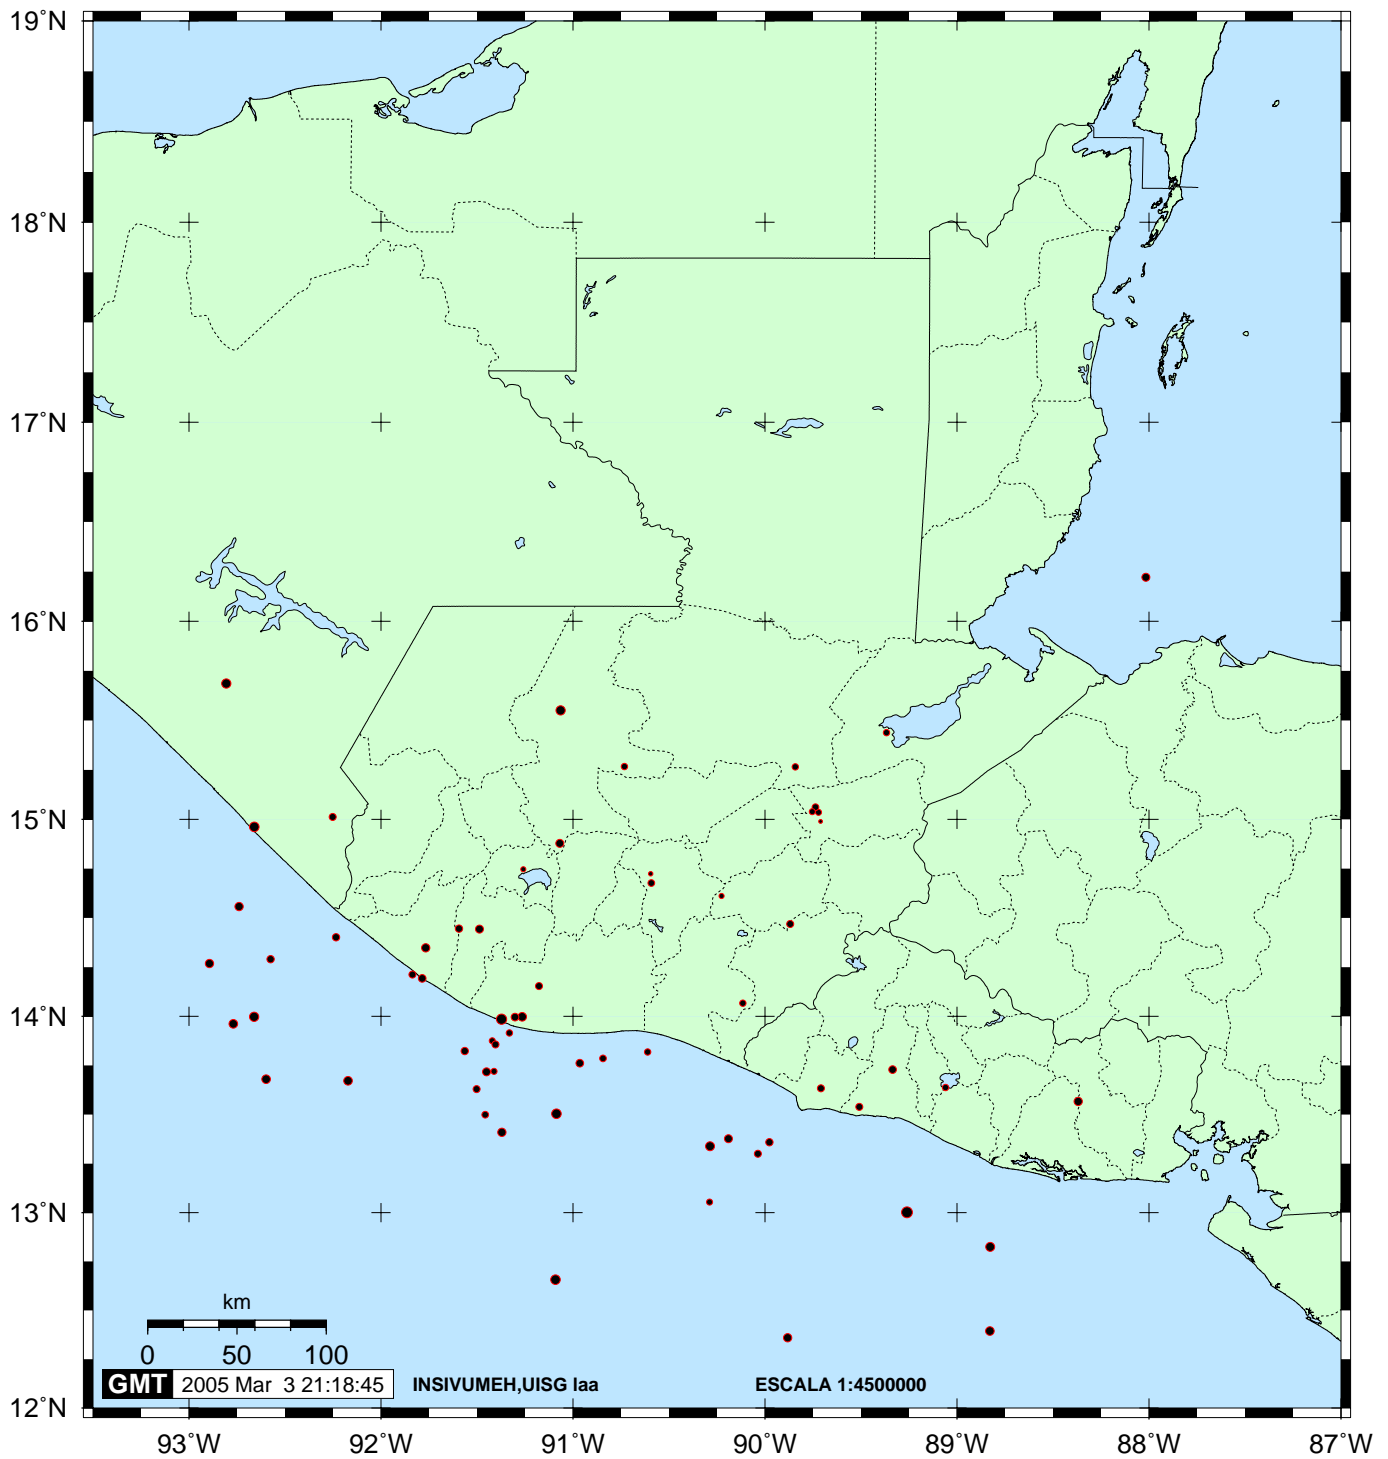 19°N
18°N
17°N
16°N
15°N
14°N
13°N
12°N
km
0 50 100
GMT 2005 Mar 3 21:18:45 INSIVUMEH,UISG laa ESCALA 1:4500000
93°W 92°W 91°W 90°W 89°W 88°W 87°W